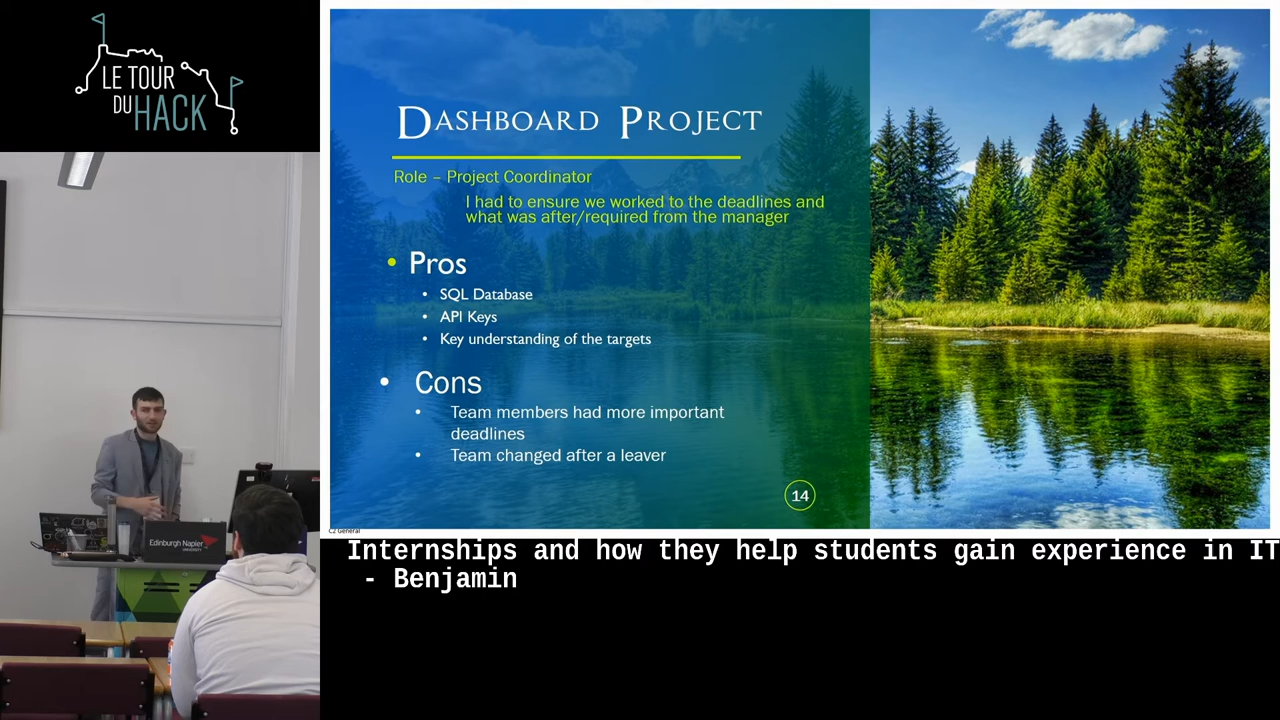 LE TOUR
DU HACK
DASHBOARD PROJECT
Role – Project Coordinator
I had to ensure we worked to the deadlines and
what was after/required from the manager
• Pros
• SQL Database
• API Keys
• Key understanding of the targets
• Cons
• Team members had more important
deadlines
• Team changed after a leaver
14
C2 General
Edinburgh Napier
UNIVERSITY
Internships and how they help students gain experience in IT
- Benjamin